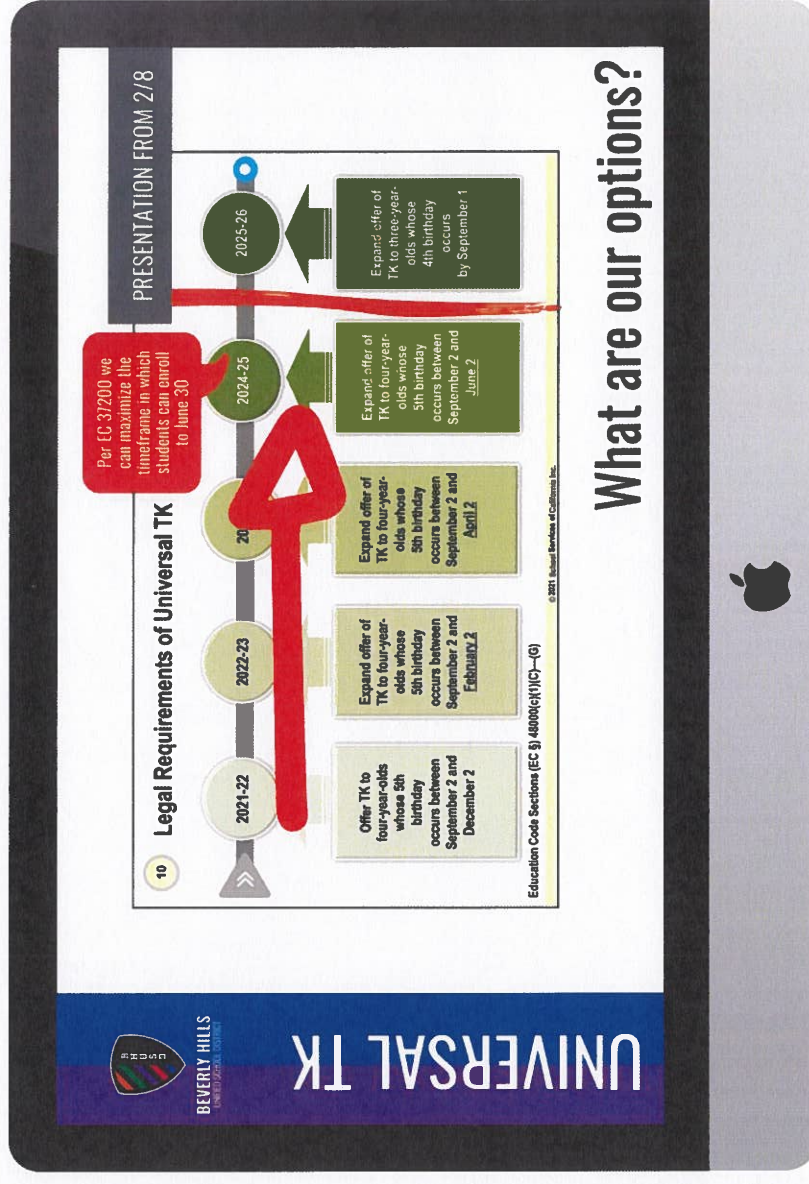 BHUSD
BEVERLY HILLS
UNIFIED SCHOOL DISTRICT
UNIVERSAL TK
PRESENTATION FROM 2/8
10
Legal Requirements of Universal TK
Per EC 37200 we
can maximize the
timeframe in which
students can enroll
to June 30
2021-22
2022-23
20
2024-25
2025-26
Offer TK to
four-year-olds
whose 5th
birthday
occurs between
September 2 and
December 2
Expand offer of
TK to four-year-
olds whose
5th birthday
occurs between
September 2 and
February 2
Expand offer of
TK to four-year-
olds whose
5th birthday
occurs between
September 2 and
April 2
Expand offer of
TK to four-year-
olds whose
5th birthday
occurs between
September 2 and
June 2
Expand offer of
TK to three-year-
olds whose
4th birthday
occurs
by September 1
Education Code Sections (EC §) 48000(c)(1)(C)—(G)
© 2021 School Services of California Inc.
What are our options?